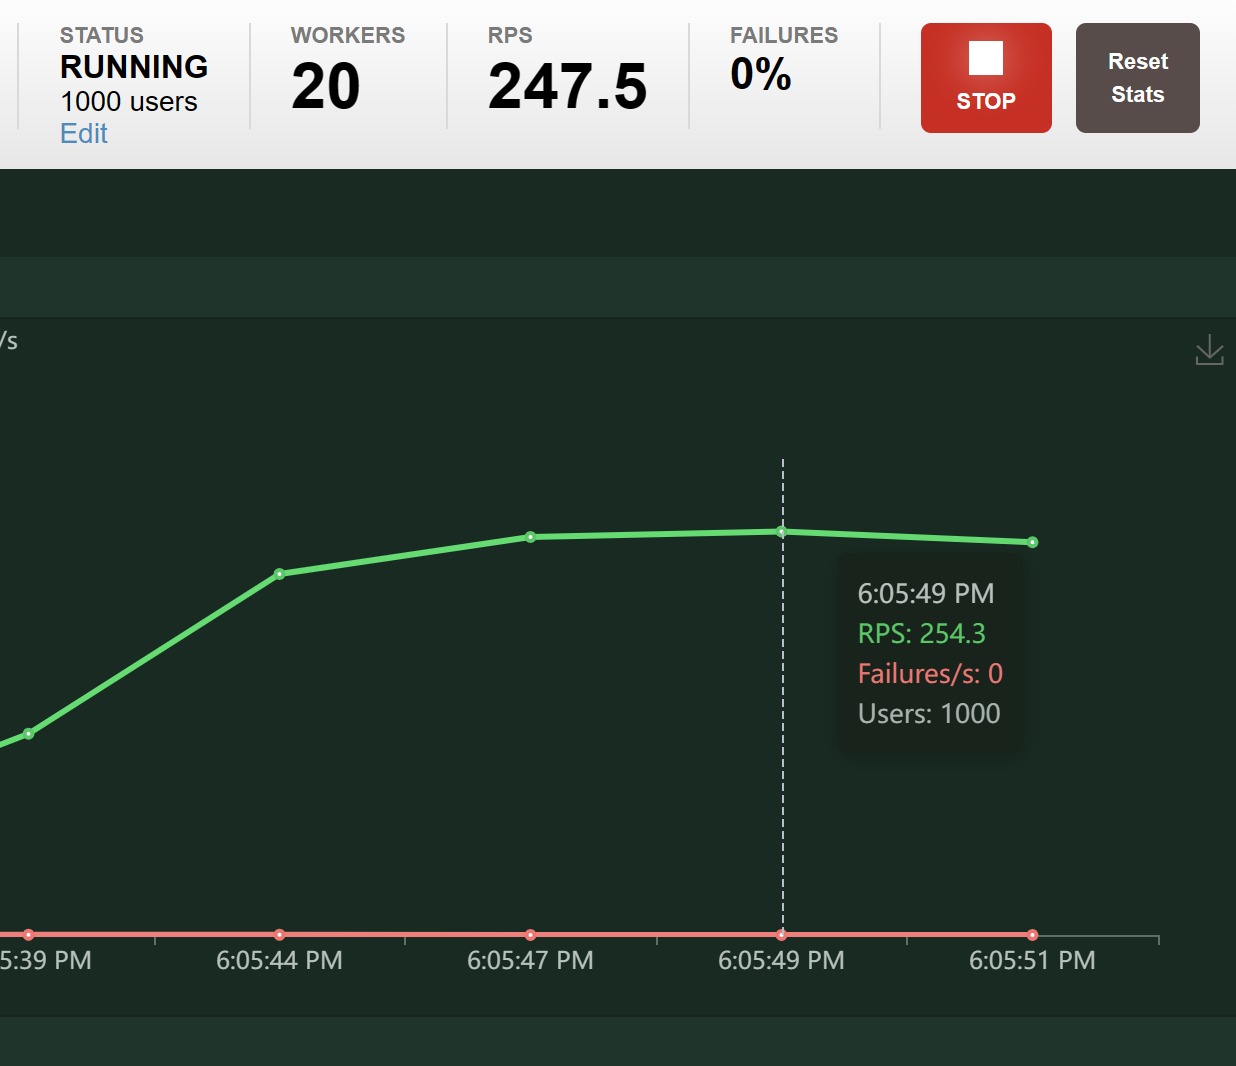 STATUS
RUNNING
1000 users
Edit
WORKERS
20
RPS
247.5
FAILURES
0%
STOP
Reset
Stats
/s
6:05:49 PM
RPS: 254.3
Failures/s: 0
Users: 1000
5:39 PM
6:05:44 PM
6:05:47 PM
6:05:49 PM
6:05:51 PM